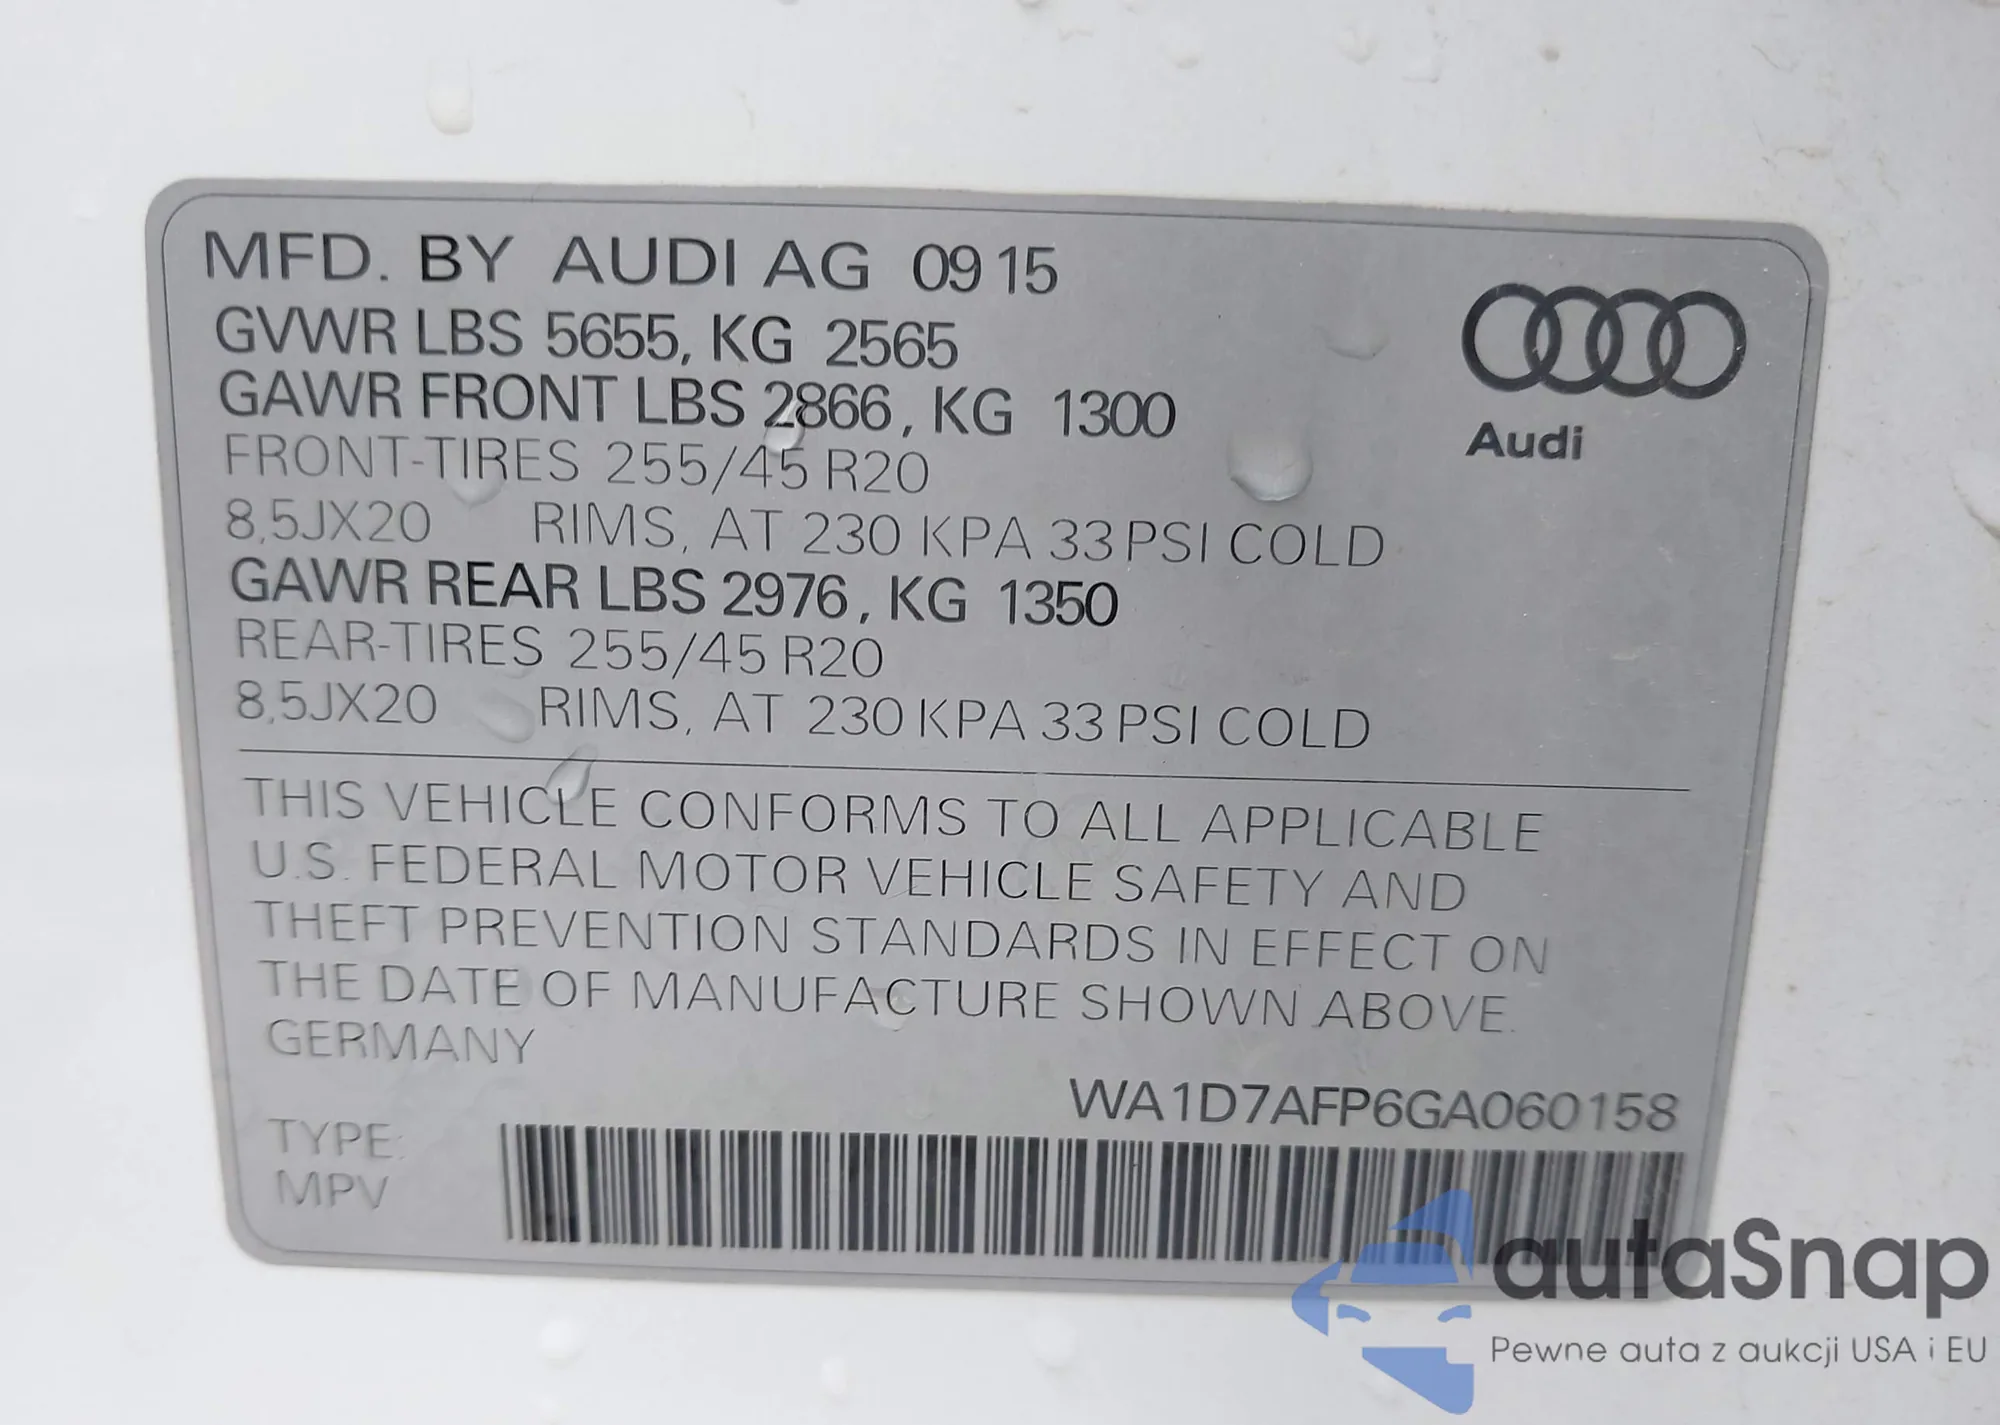 MFD. BY AUDI AG 09 15
GVWR LBS 5655, KG 2565
GAWR FRONT LBS 2866, KG 1300
FRONT-TIRES 255/45 R20
8,5JX20 RIMS, AT 230 KPA 33 PSI COLD
GAWR REAR LBS 2976, KG 1350
REAR-TIRES 255/45 R20
8,5JX20 RIMS, AT 230 KPA 33 PSI COLD
Audi
THIS VEHICLE CONFORMS TO ALL APPLICABLE
U.S. FEDERAL MOTOR VEHICLE SAFETY AND
THEFT PREVENTION STANDARDS IN EFFECT ON
THE DATE OF MANUFACTURE SHOWN ABOVE.
GERMANY
WA1D7AFP6GA060158
TYPE:
MPV
autaSnap
Pewne auta z aukcji USA i EU